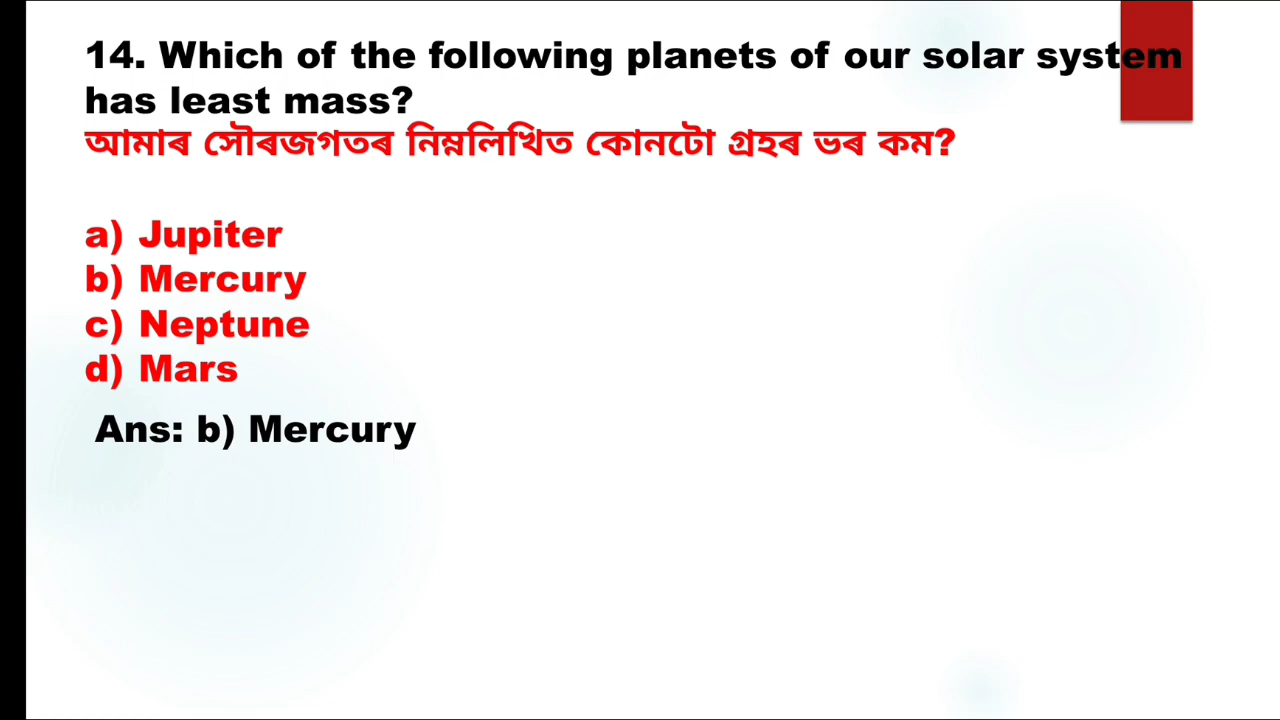 14. Which of the following planets of our solar system
has least mass?
আমাৰ সৌৰজগতৰ নিম্নলিখিত কোনটো গ্ৰহৰ ভৰ কম?
a) Jupiter
b) Mercury
c) Neptune
d) Mars
Ans: b) Mercury